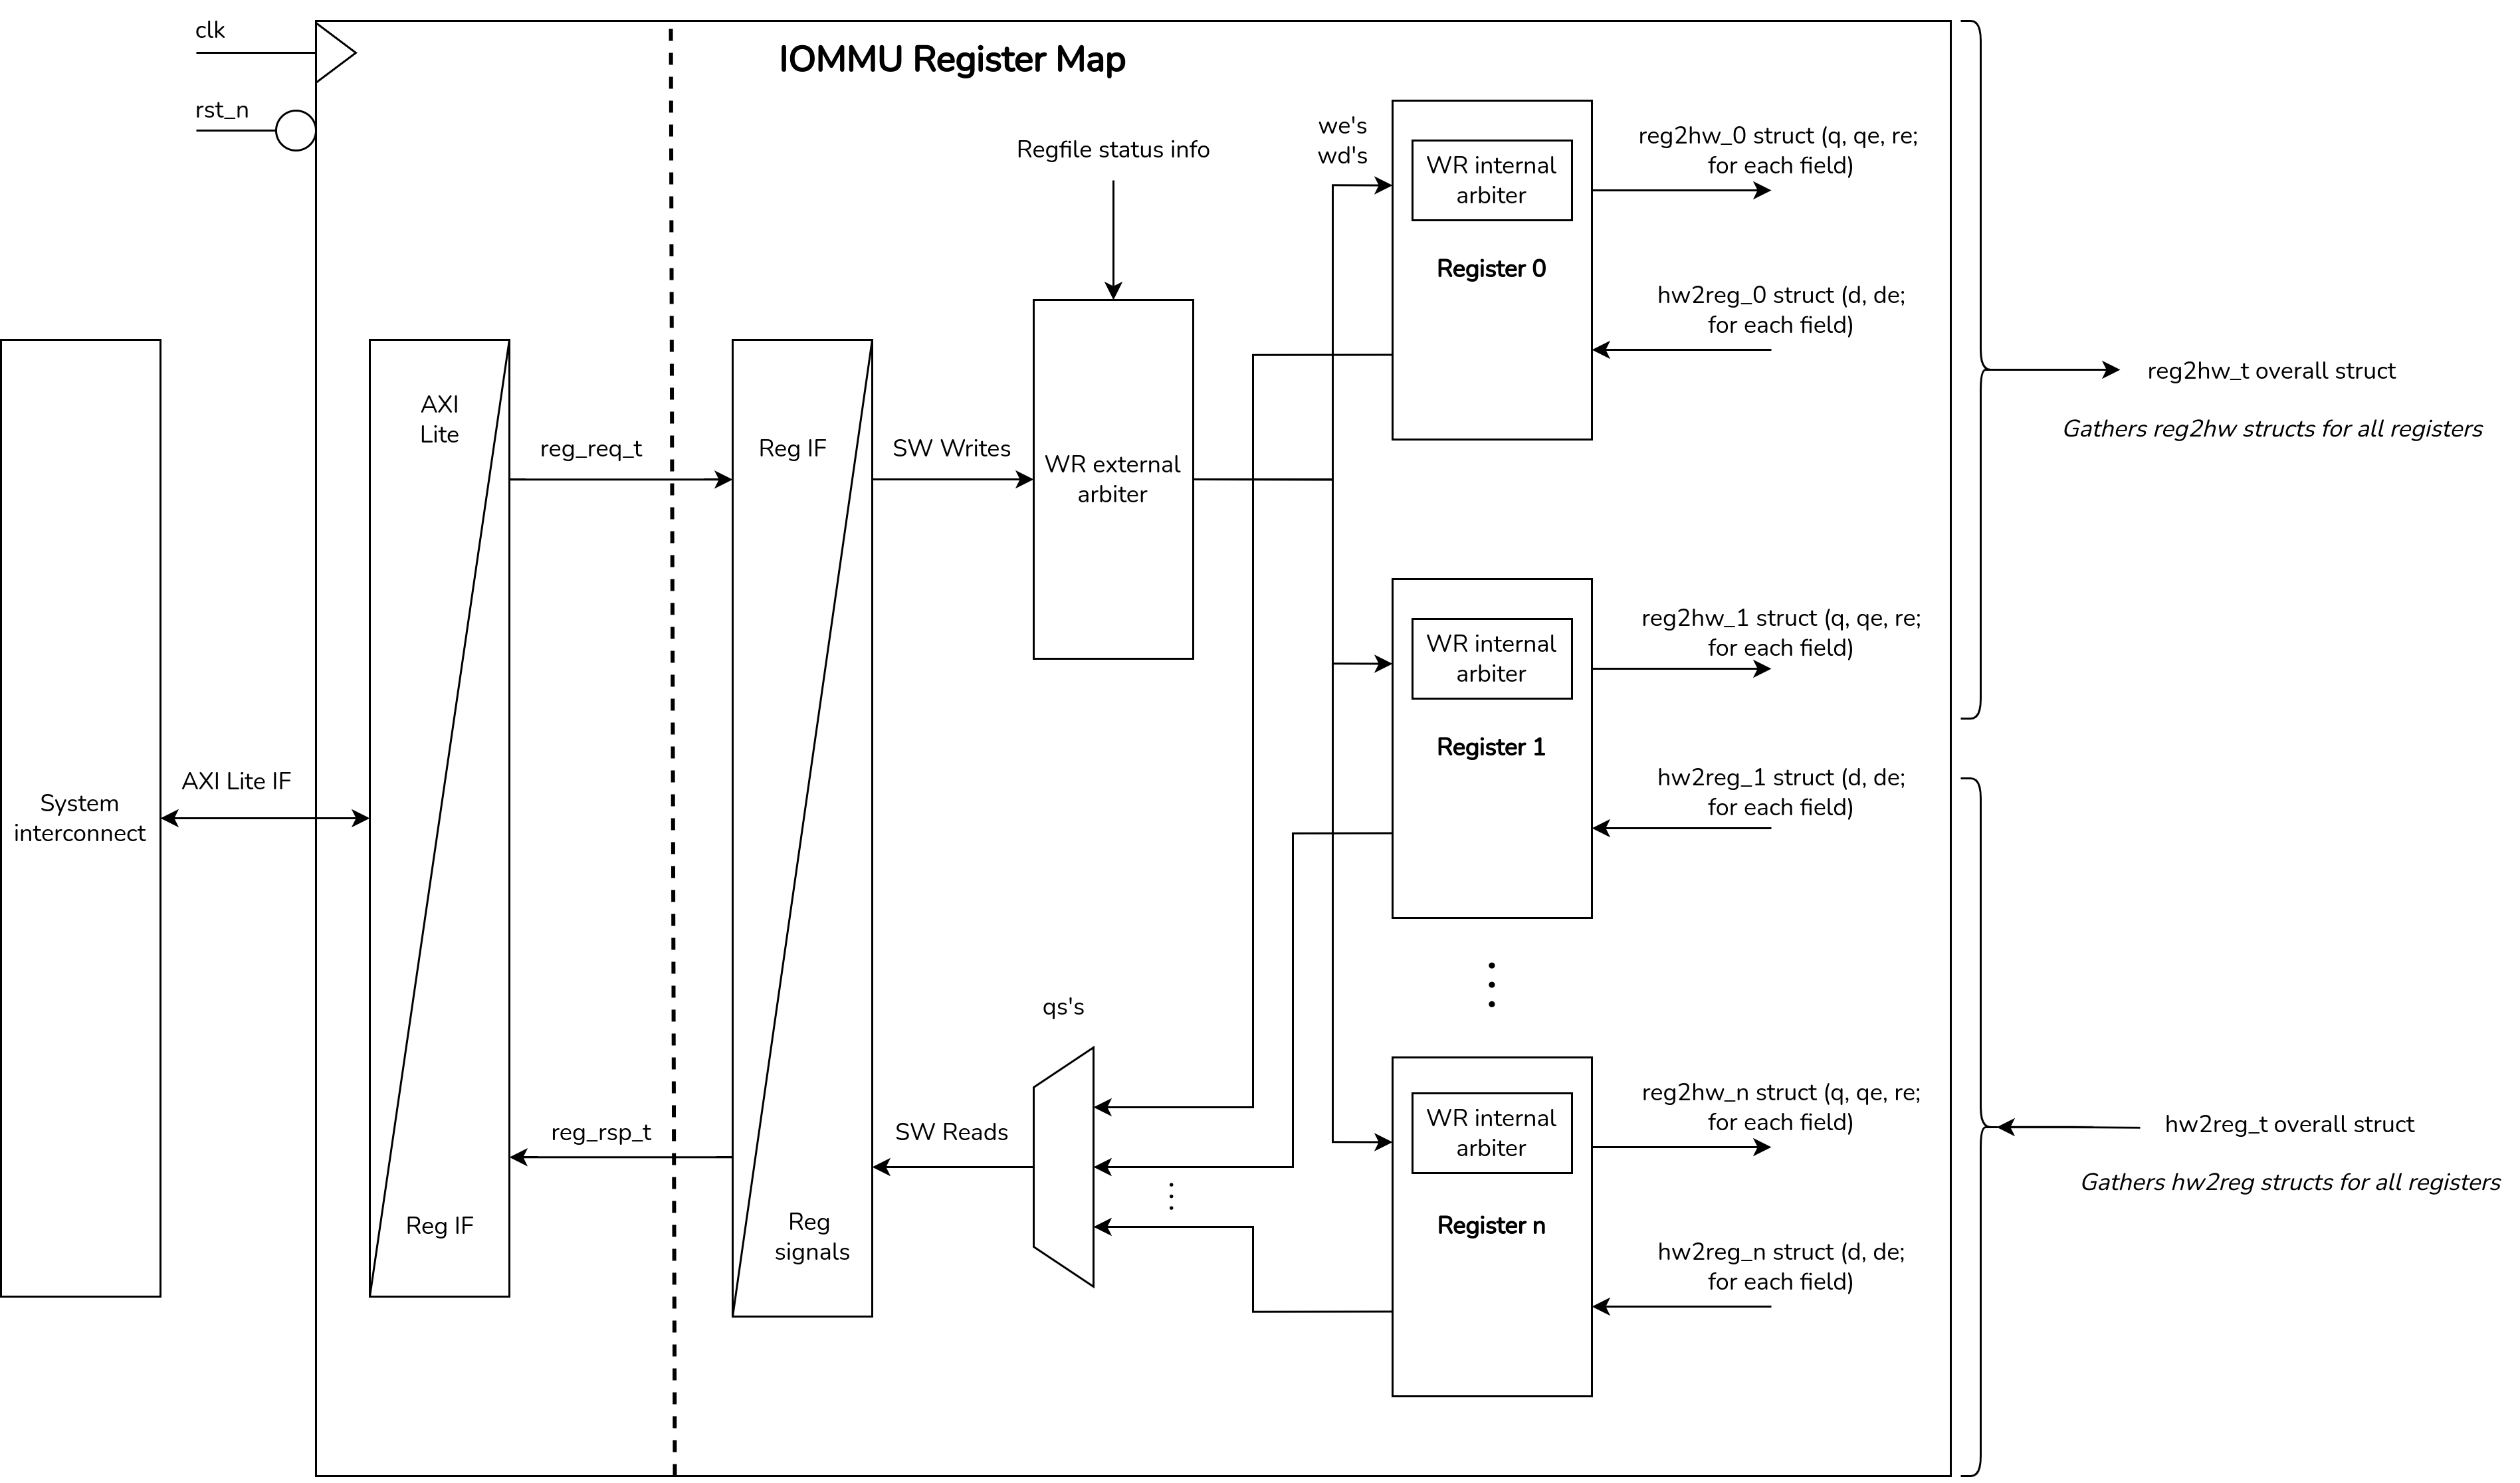 clk
rst_n
IOMMU Register Map
Regfile status info
we's
wd's
WR internal
arbiter
Register 0
reg2hw_0 struct (q, qe, re;
for each field)
hw2reg_0 struct (d, de;
for each field)
reg2hw_t overall struct
Gathers reg2hw structs for all registers
AXI
Lite
reg_req_t
Reg IF
SW Writes
WR external
arbiter
WR internal
arbiter
Register 1
reg2hw_1 struct (q, qe, re;
for each field)
hw2reg_1 struct (d, de;
for each field)
System
interconnect
AXI Lite IF
qs's
reg_rsp_t
Reg IF
SW Reads
Reg
signals
WR internal
arbiter
Register n
reg2hw_n struct (q, qe, re;
for each field)
hw2reg_n struct (d, de;
for each field)
hw2reg_t overall struct
Gathers hw2reg structs for all registers